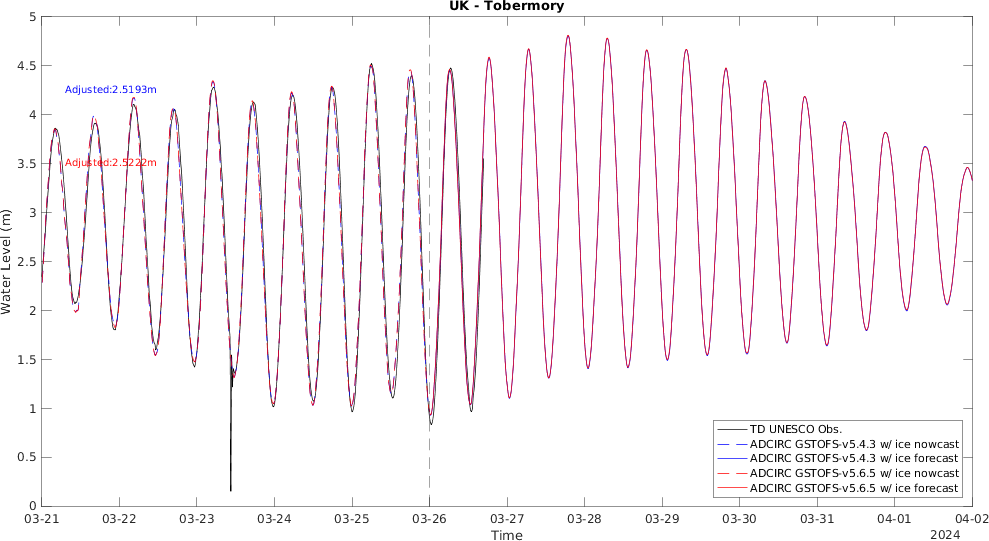 UK - Tobermory
5
4.5
4
3.5
3
2.5
2
1.5
1
0.5
0
Water Level (m)
Adjusted:2.5193m
Adjusted:2.5222m
TD UNESCO Obs.
ADCIRC GSTOFS-v5.4.3 w/ ice nowcast
ADCIRC GSTOFS-v5.4.3 w/ ice forecast
ADCIRC GSTOFS-v5.6.5 w/ ice nowcast
ADCIRC GSTOFS-v5.6.5 w/ ice forecast
03-21 03-22 03-23 03-24 03-25 03-26 03-27 03-28 03-29 03-30 03-31 04-01 04-02
Time
2024